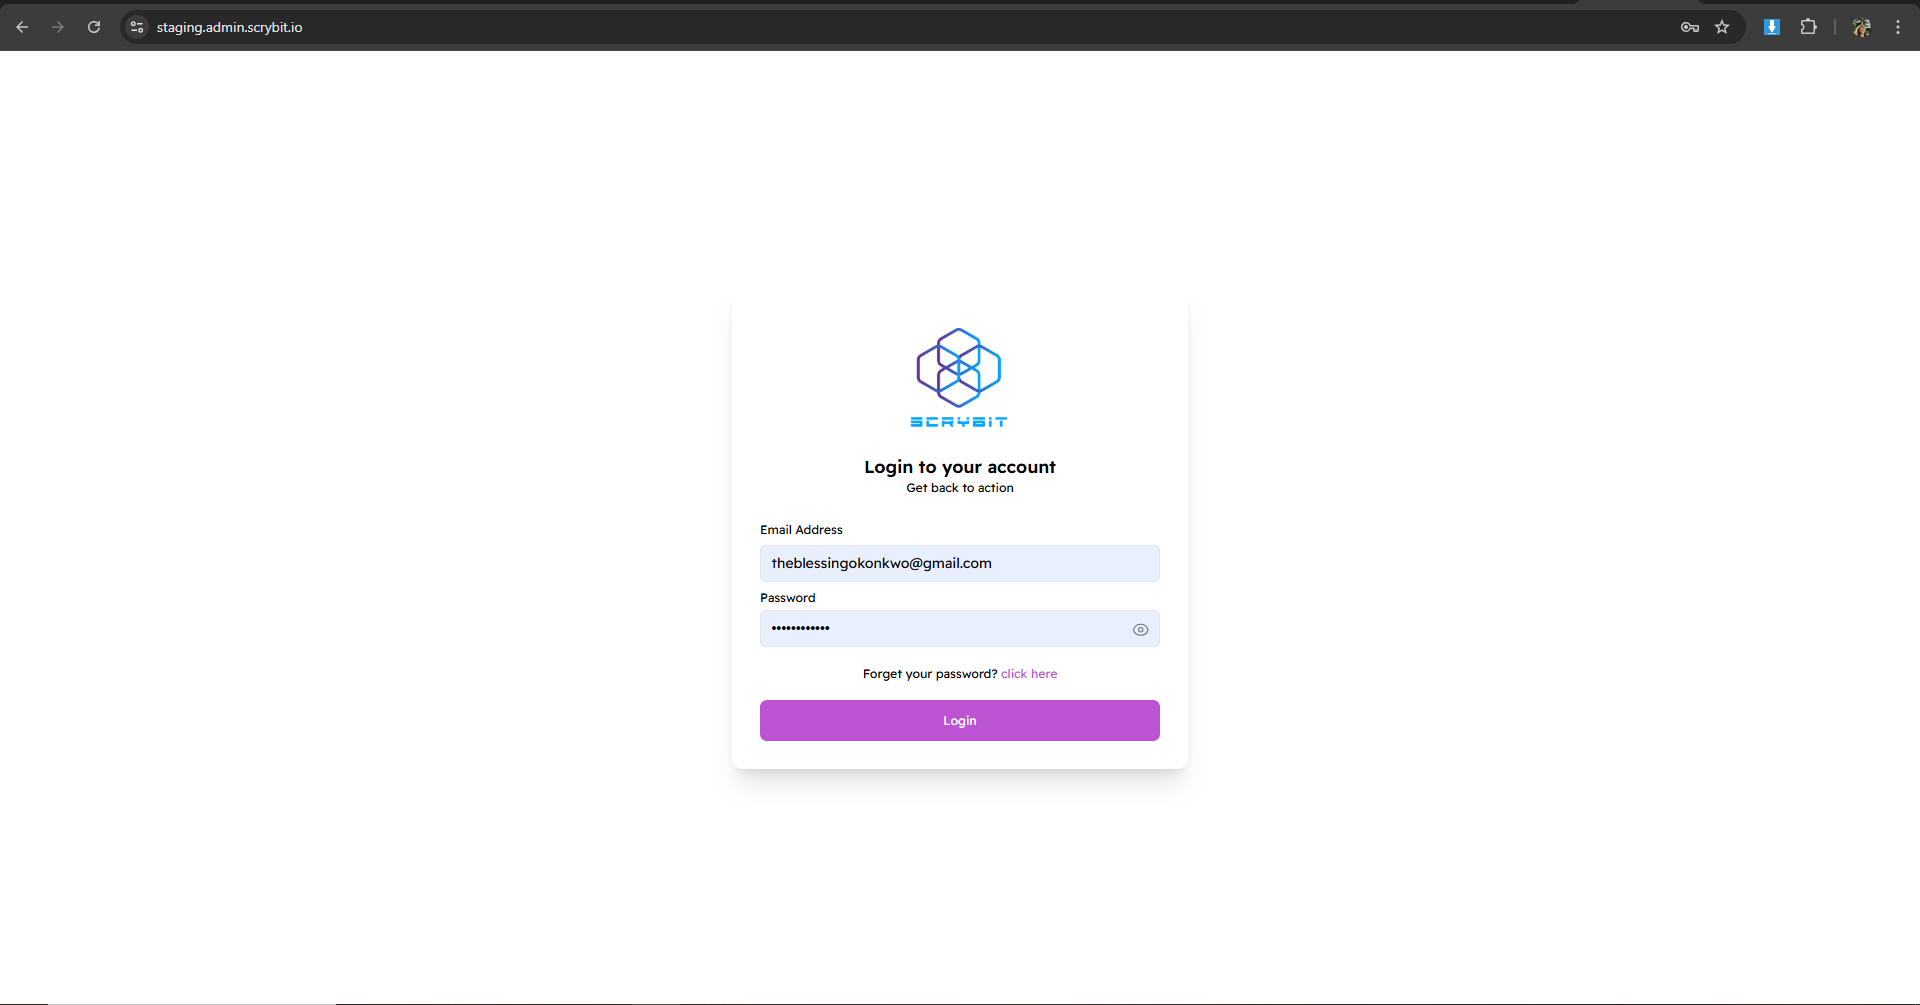 staging.admin.scrybit.io
SCRYBIT
Login to your account
Get back to action
Email Address
theblessingokonkwo@gmail.com
Password
••••••••••••
Forget your password? click here
Login